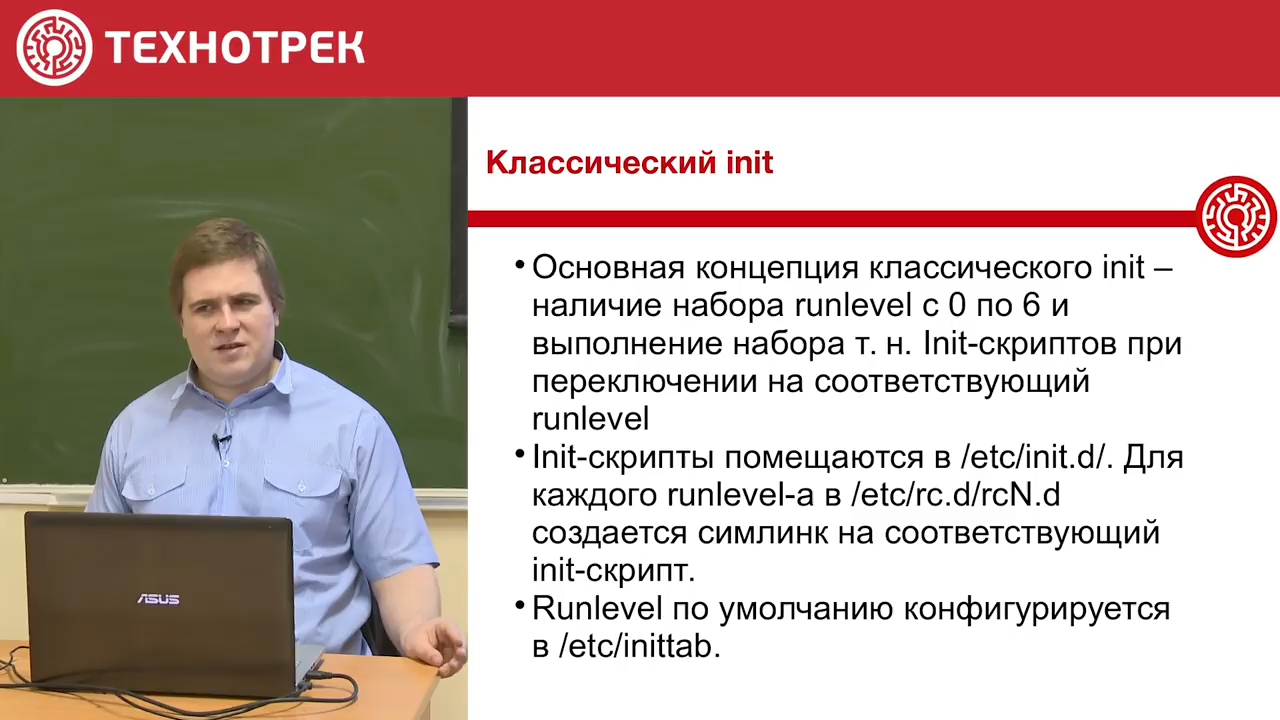 ТЕХНОТРЕК
Классический init
• Основная концепция классического init –
наличие набора runlevel с 0 по 6 и
выполнение набора т. н. Init-скриптов при
переключении на соответствующий
runlevel
• Init-скрипты помещаются в /etc/init.d/. Для
каждого runlevel-а в /etc/rc.d/rcN.d
создается симлинк на соответствующий
init-скрипт.
• Runlevel по умолчанию конфигурируется
в /etc/inittab.
ASUS